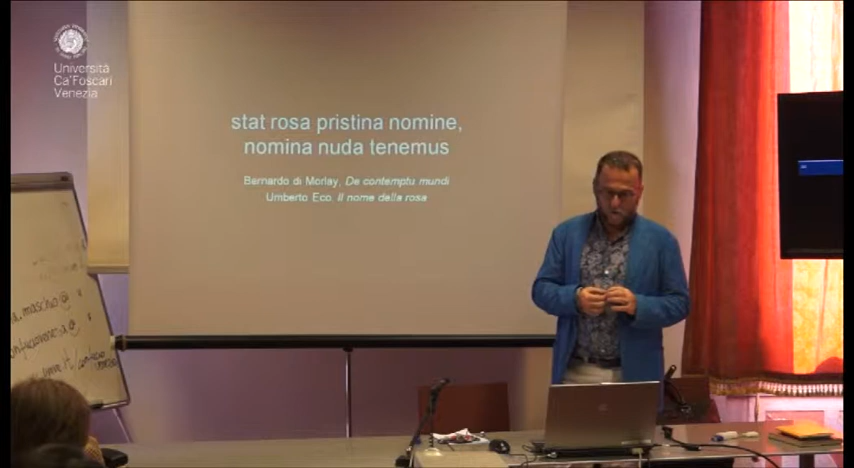 Università
Ca'Foscari
Venezia
stat rosa pristina nomine,
nomina nuda tenemus
Bernardo di Morlay, De contemptu mundi
Umberto Eco, Il nome della rosa